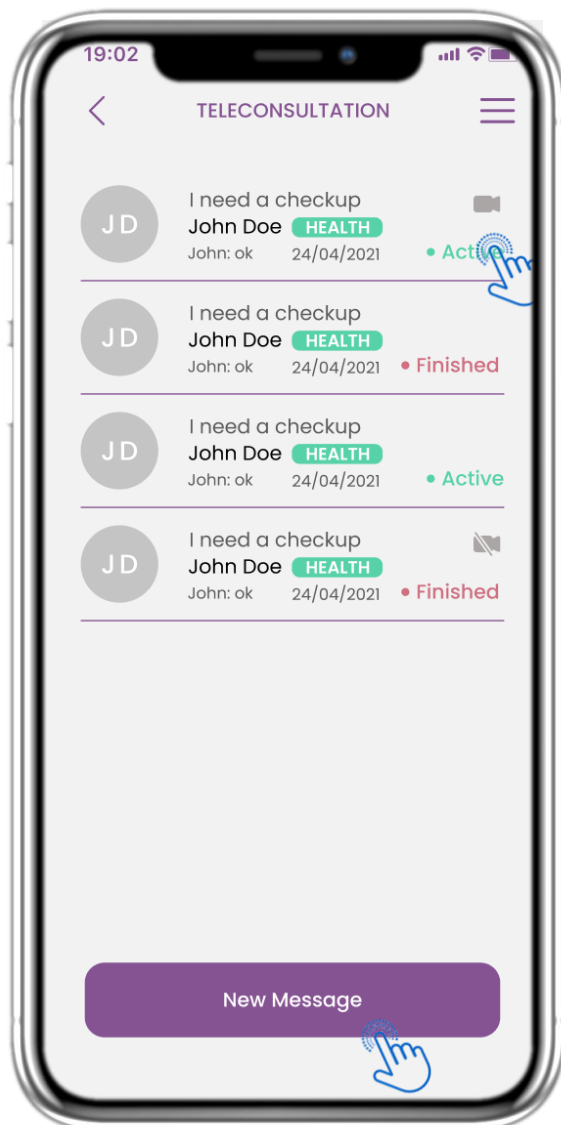 19:02
TELECONSULTATION
JD
I need a checkup
John Doe HEALTH
John: ok 24/04/2021 • Active
JD
I need a checkup
John Doe HEALTH
John: ok 24/04/2021 • Finished
JD
I need a checkup
John Doe HEALTH
John: ok 24/04/2021 • Active
JD
I need a checkup
John Doe HEALTH
John: ok 24/04/2021 • Finished
New Message